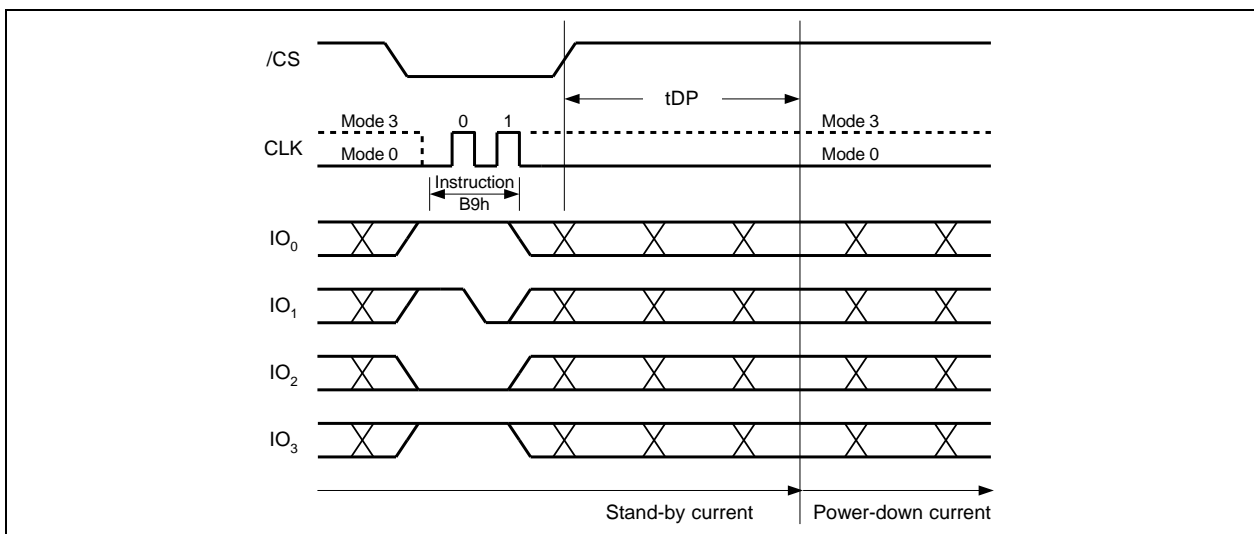 /CS
tDP
Mode 3 0 1 Mode 3
CLK
Mode 0 Mode 0
Instruction
B9h
IO0
IO1
IO2
IO3
Stand-by current Power-down current